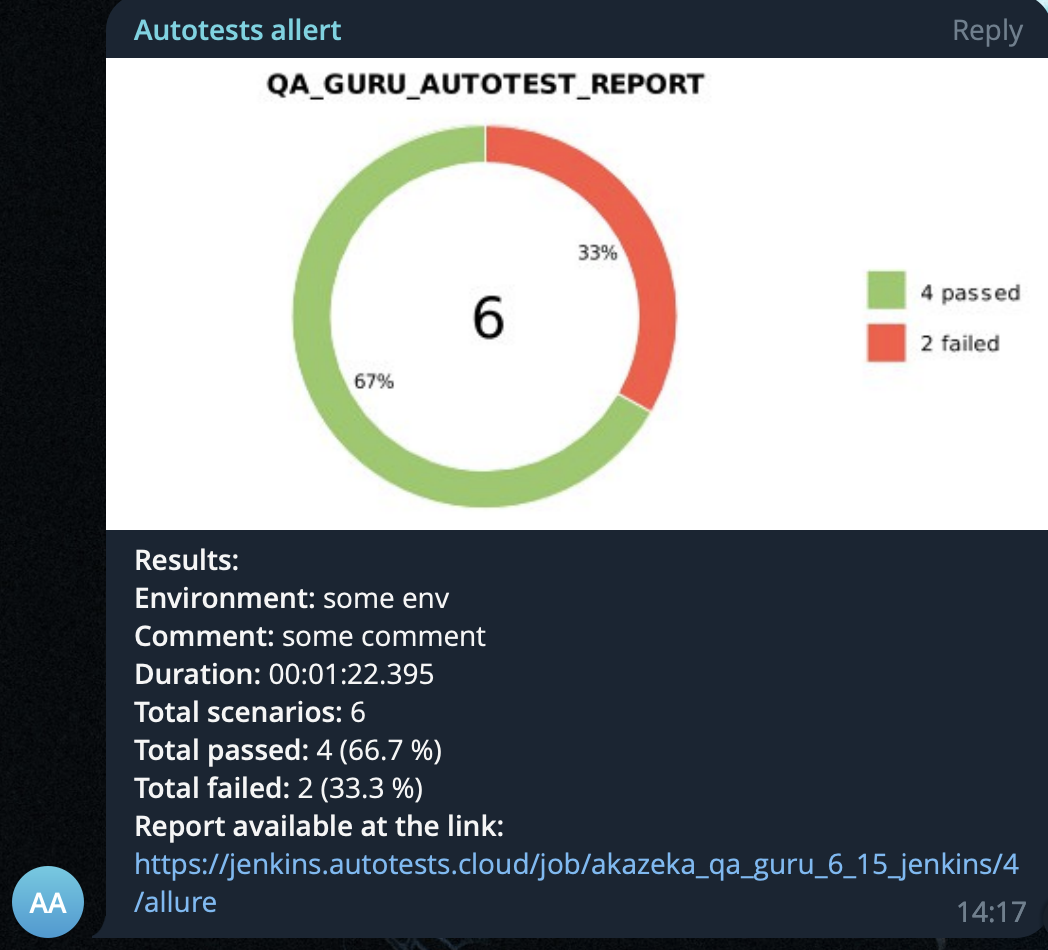 Autotests allert
Reply
QA_GURU_AUTOTEST_REPORT
33%
6
67%
4 passed
2 failed
Results:
Environment: some env
Comment: some comment
Duration: 00:01:22.395
Total scenarios: 6
Total passed: 4 (66.7 %)
Total failed: 2 (33.3 %)
Report available at the link:
https://jenkins.autotests.cloud/job/akazeka_qa_guru_6_15_jenkins/4
/allure
AA
14:17